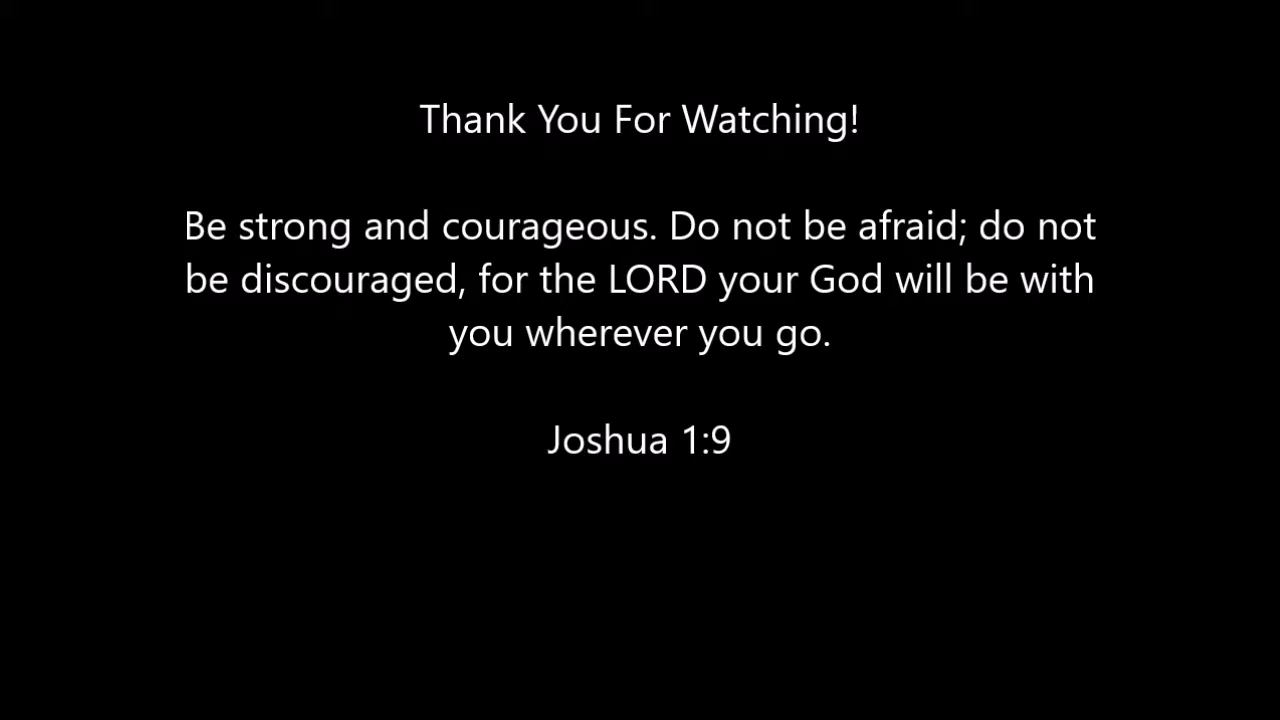 Thank You For Watching!
Be strong and courageous. Do not be afraid; do not
be discouraged, for the LORD your God will be with
you wherever you go.
Joshua 1:9